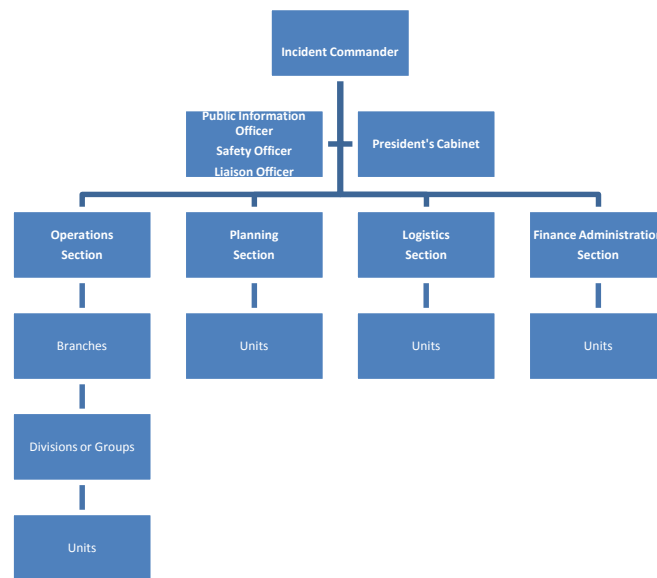 Incident Commander
Public Information
Officer
Safety Officer
Liaison Officer
President's Cabinet
Operations
Section
Planning
Section
Logistics
Section
Finance Administration
Section
Branches
Units
Units
Units
Divisions or Groups
Units